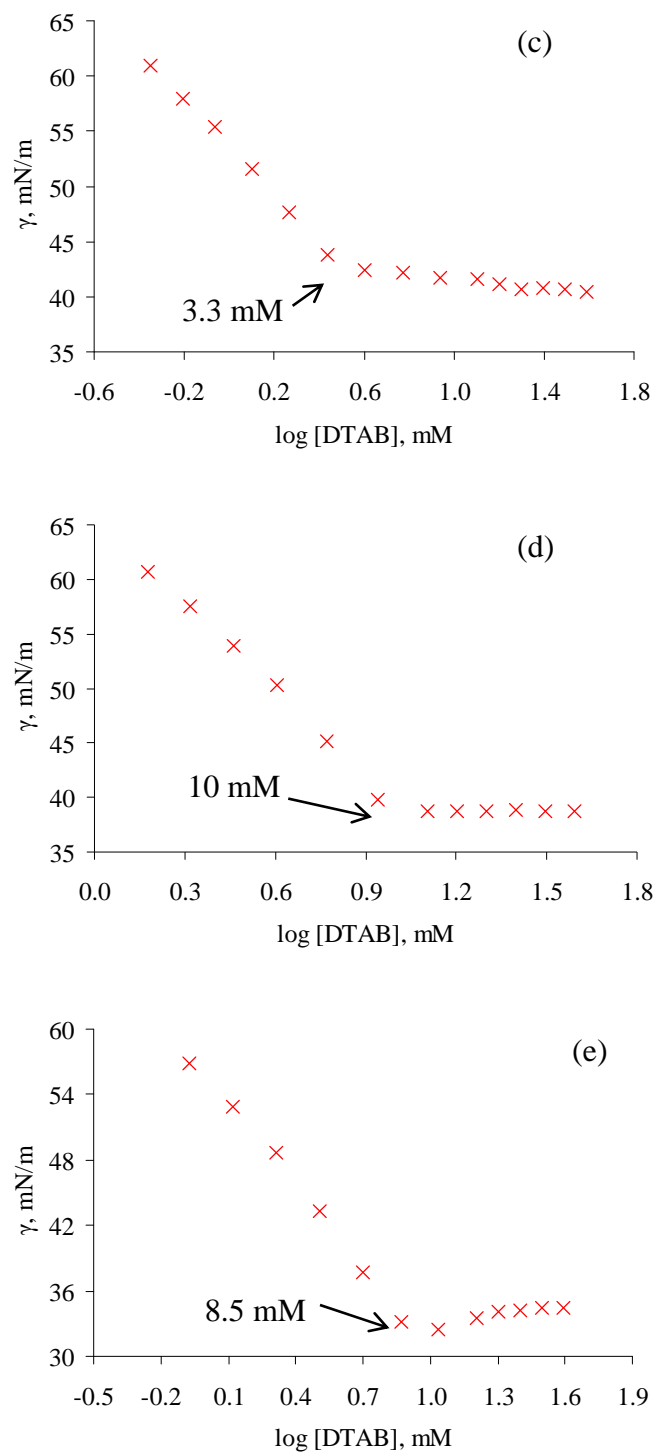 (c)
65
60
55
50
45
40
35
γ, mN/m
3.3 mM
-0.6 -0.2 0.2 0.6 1.0 1.4 1.8
log [DTAB], mM
(d)
65
60
55
50
45
40
35
γ, mN/m
10 mM
0.0 0.3 0.6 0.9 1.2 1.5 1.8
log [DTAB], mM
(e)
60
54
48
42
36
30
γ, mN/m
8.5 mM
-0.5 -0.2 0.1 0.4 0.7 1.0 1.3 1.6 1.9
log [DTAB], mM